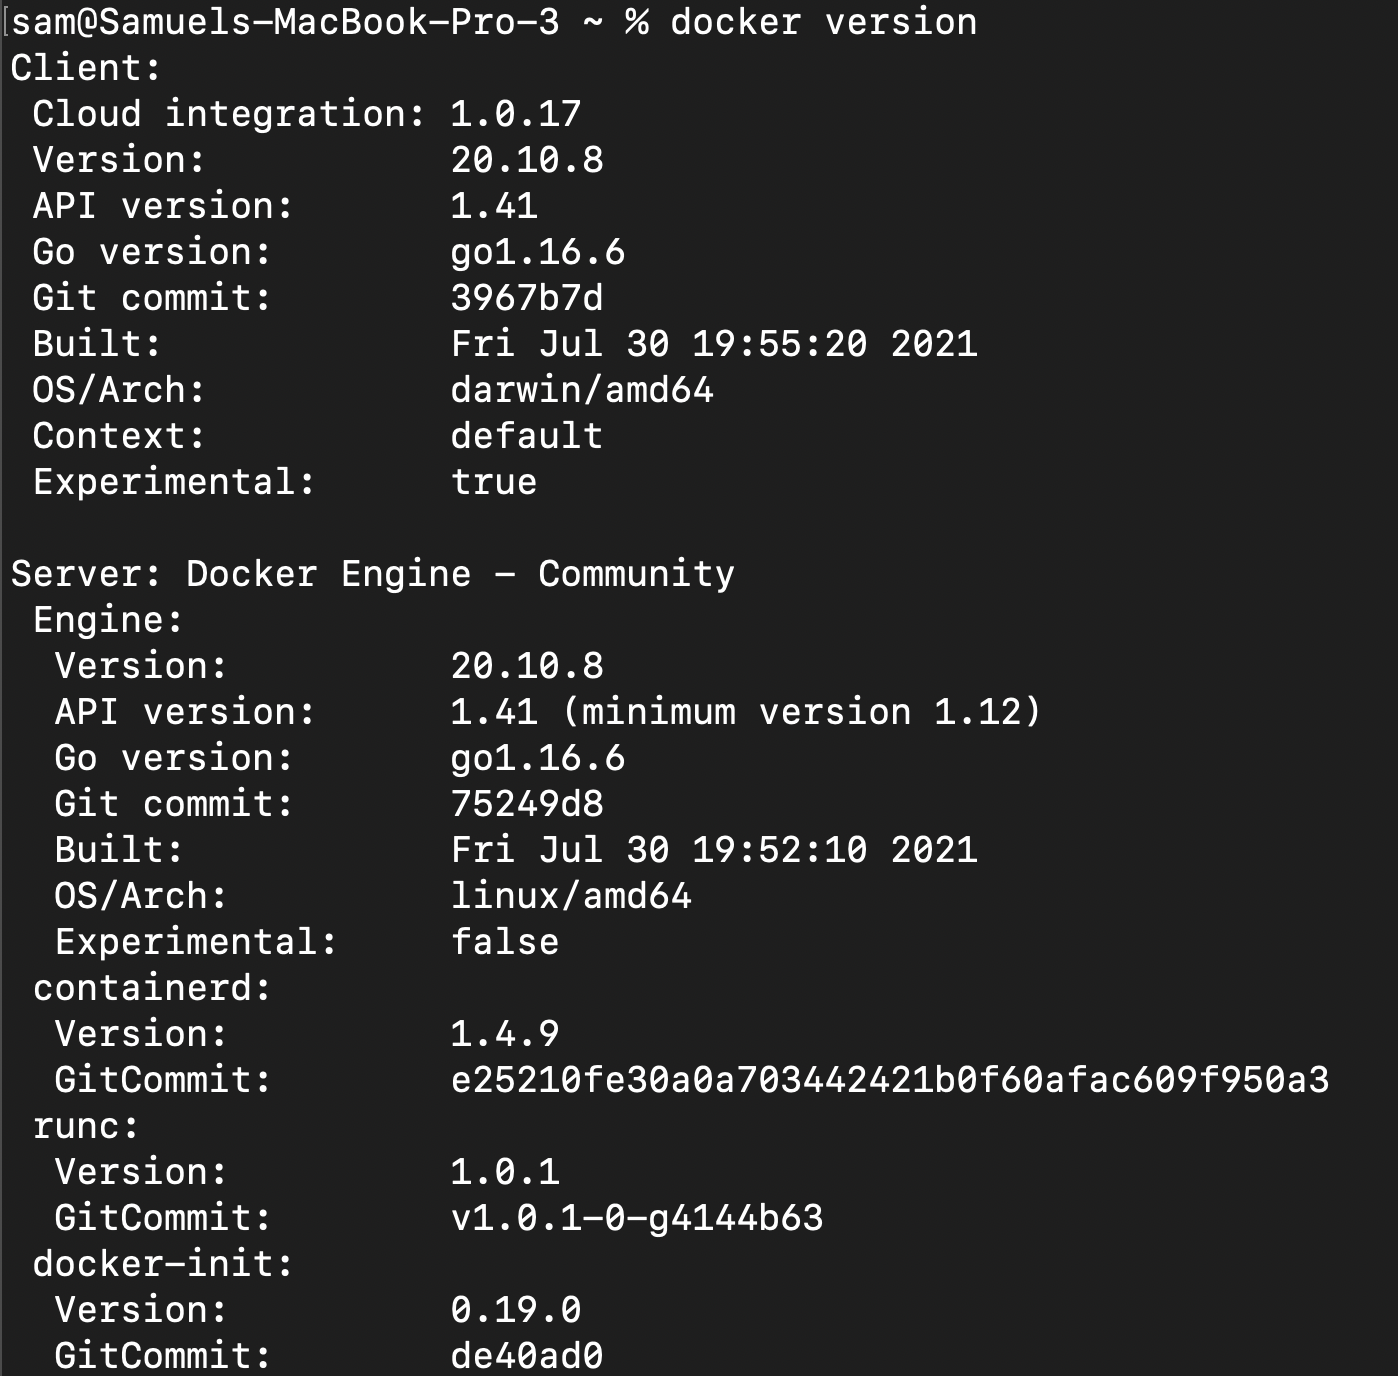 [sam@Samuels-MacBook-Pro-3 ~ % docker version
Client:
 Cloud integration: 1.0.17
 Version:           20.10.8
 API version:       1.41
 Go version:        go1.16.6
 Git commit:        3967b7d
 Built:             Fri Jul 30 19:55:20 2021
 OS/Arch:           darwin/amd64
 Context:           default
 Experimental:      true

Server: Docker Engine - Community
 Engine:
  Version:          20.10.8
  API version:      1.41 (minimum version 1.12)
  Go version:       go1.16.6
  Git commit:       75249d8
  Built:            Fri Jul 30 19:52:10 2021
  OS/Arch:          linux/amd64
  Experimental:     false
 containerd:
  Version:          1.4.9
  GitCommit:        e25210fe30a0a703442421b0f60afac609f950a3
 runc:
  Version:          1.0.1
  GitCommit:        v1.0.1-0-g4144b63
 docker-init:
  Version:          0.19.0
  GitCommit:        de40ad0